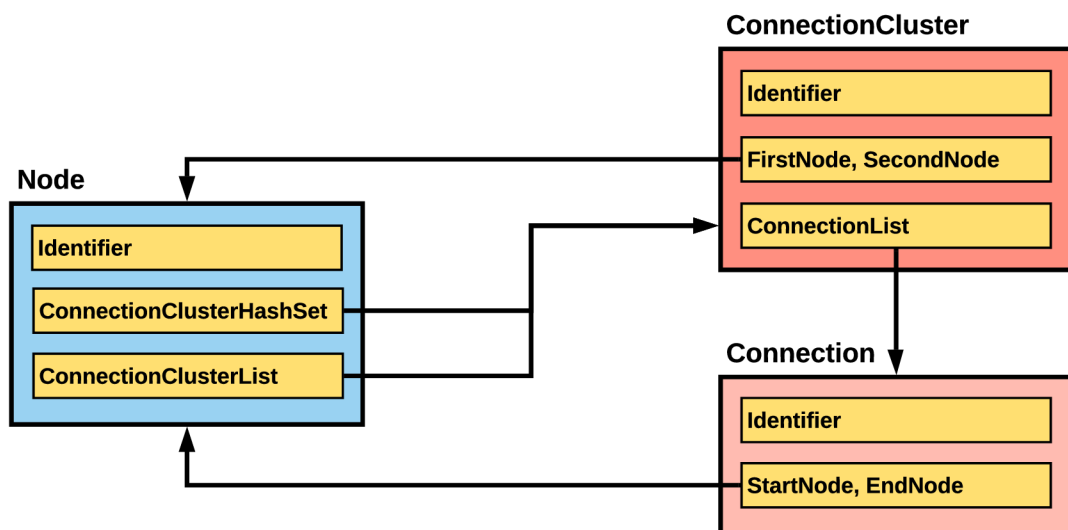 ConnectionCluster
Identifier
FirstNode, SecondNode
ConnectionList
Node
Identifier
ConnectionClusterHashSet
ConnectionClusterList
Connection
Identifier
StartNode, EndNode